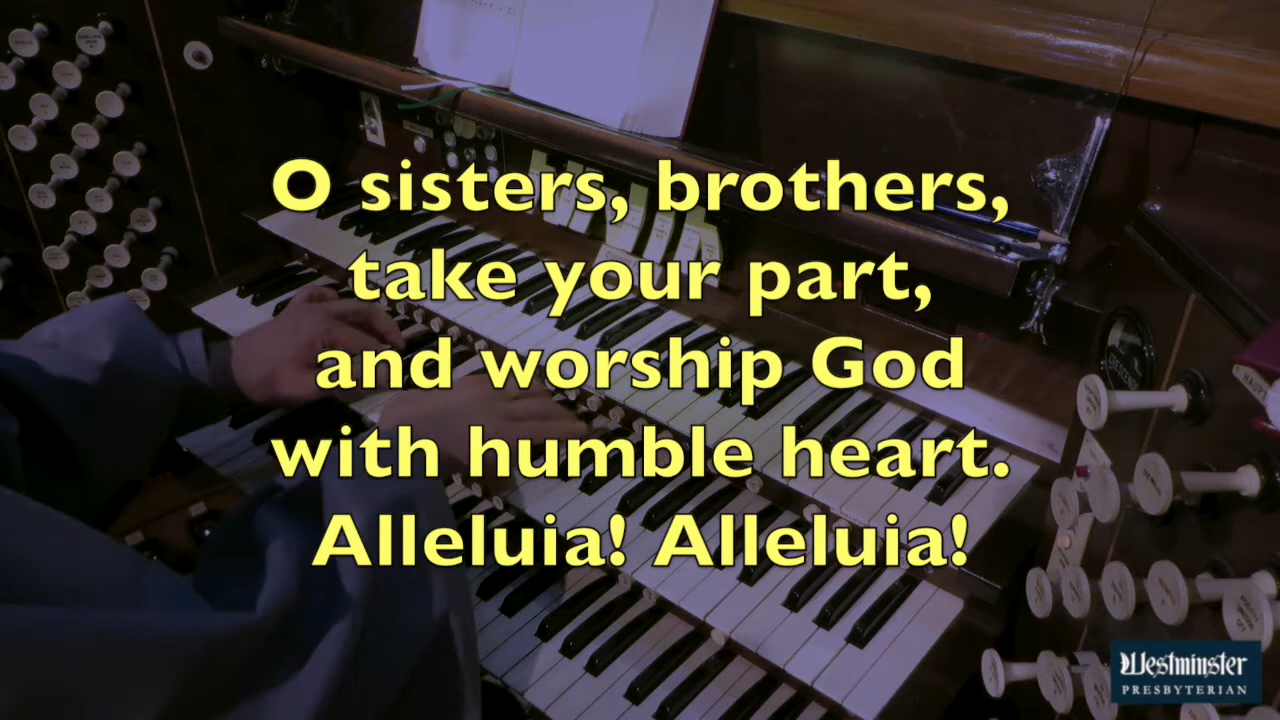 O sisters, brothers,
take your part,
and worship God
with humble heart.
Alleluia! Alleluia!
Westminster
PRESBYTERIAN